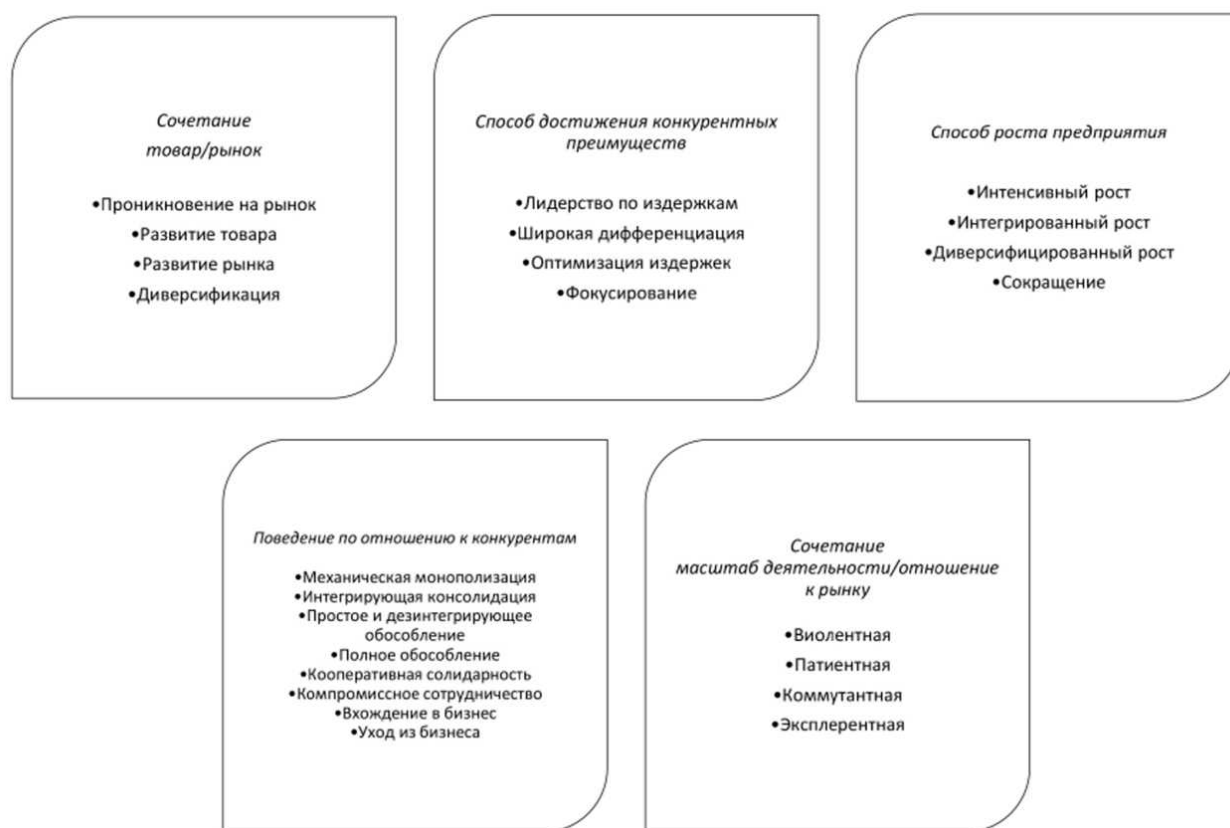 Сочетание
товар/рынок
•Проникновение на рынок
•Развитие товара
•Развитие рынка
•Диверсификация
Способ достижения конкурентных
преимуществ
•Лидерство по издержкам
•Широкая дифференциация
•Оптимизация издержек
•Фокусирование
Способ роста предприятия
•Интенсивный рост
•Интегрированный рост
•Диверсифицированный рост
•Сокращение
Поведение по отношению к конкурентам
•Механическая монополизация
•Интегрирующая консолидация
•Простое и дезинтегрирующее
обособление
•Полное обособление
•Кооперативная солидарность
•Компромиссное сотрудничество
•Вхождение в бизнес
•Уход из бизнеса
Сочетание
масштаб деятельности/отношение
к рынку
•Виолентная
•Патиентная
•Коммутантная
•Эксплерентная